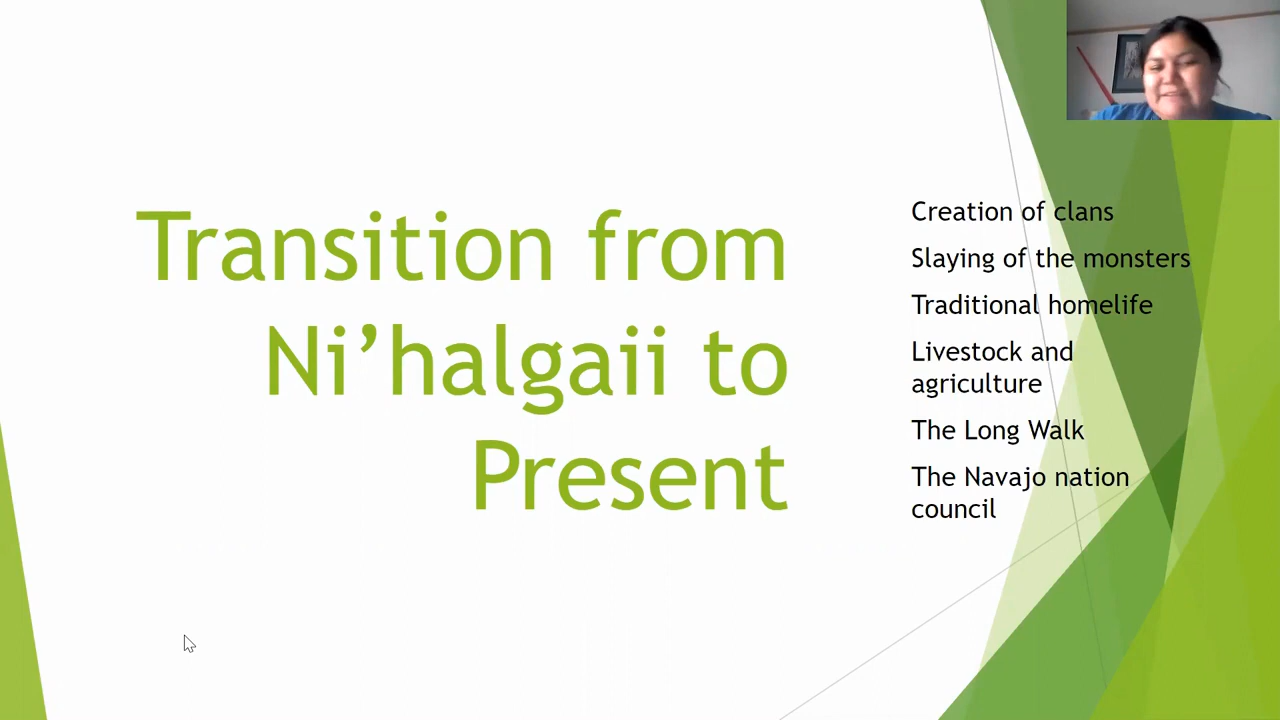 Transition from
Ni’halgaii to
Present
Creation of clans
Slaying of the monsters
Traditional homelife
Livestock and
agriculture
The Long Walk
The Navajo nation
council